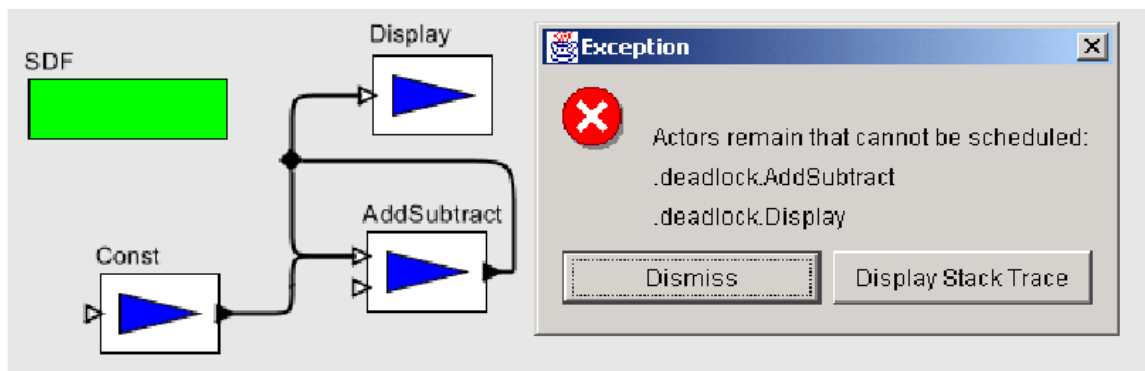 SDF
Display
AddSubtract
Const
Exception
Actors remain that cannot be scheduled:
.deadlock.AddSubtract
.deadlock.Display
Dismiss
Display Stack Trace